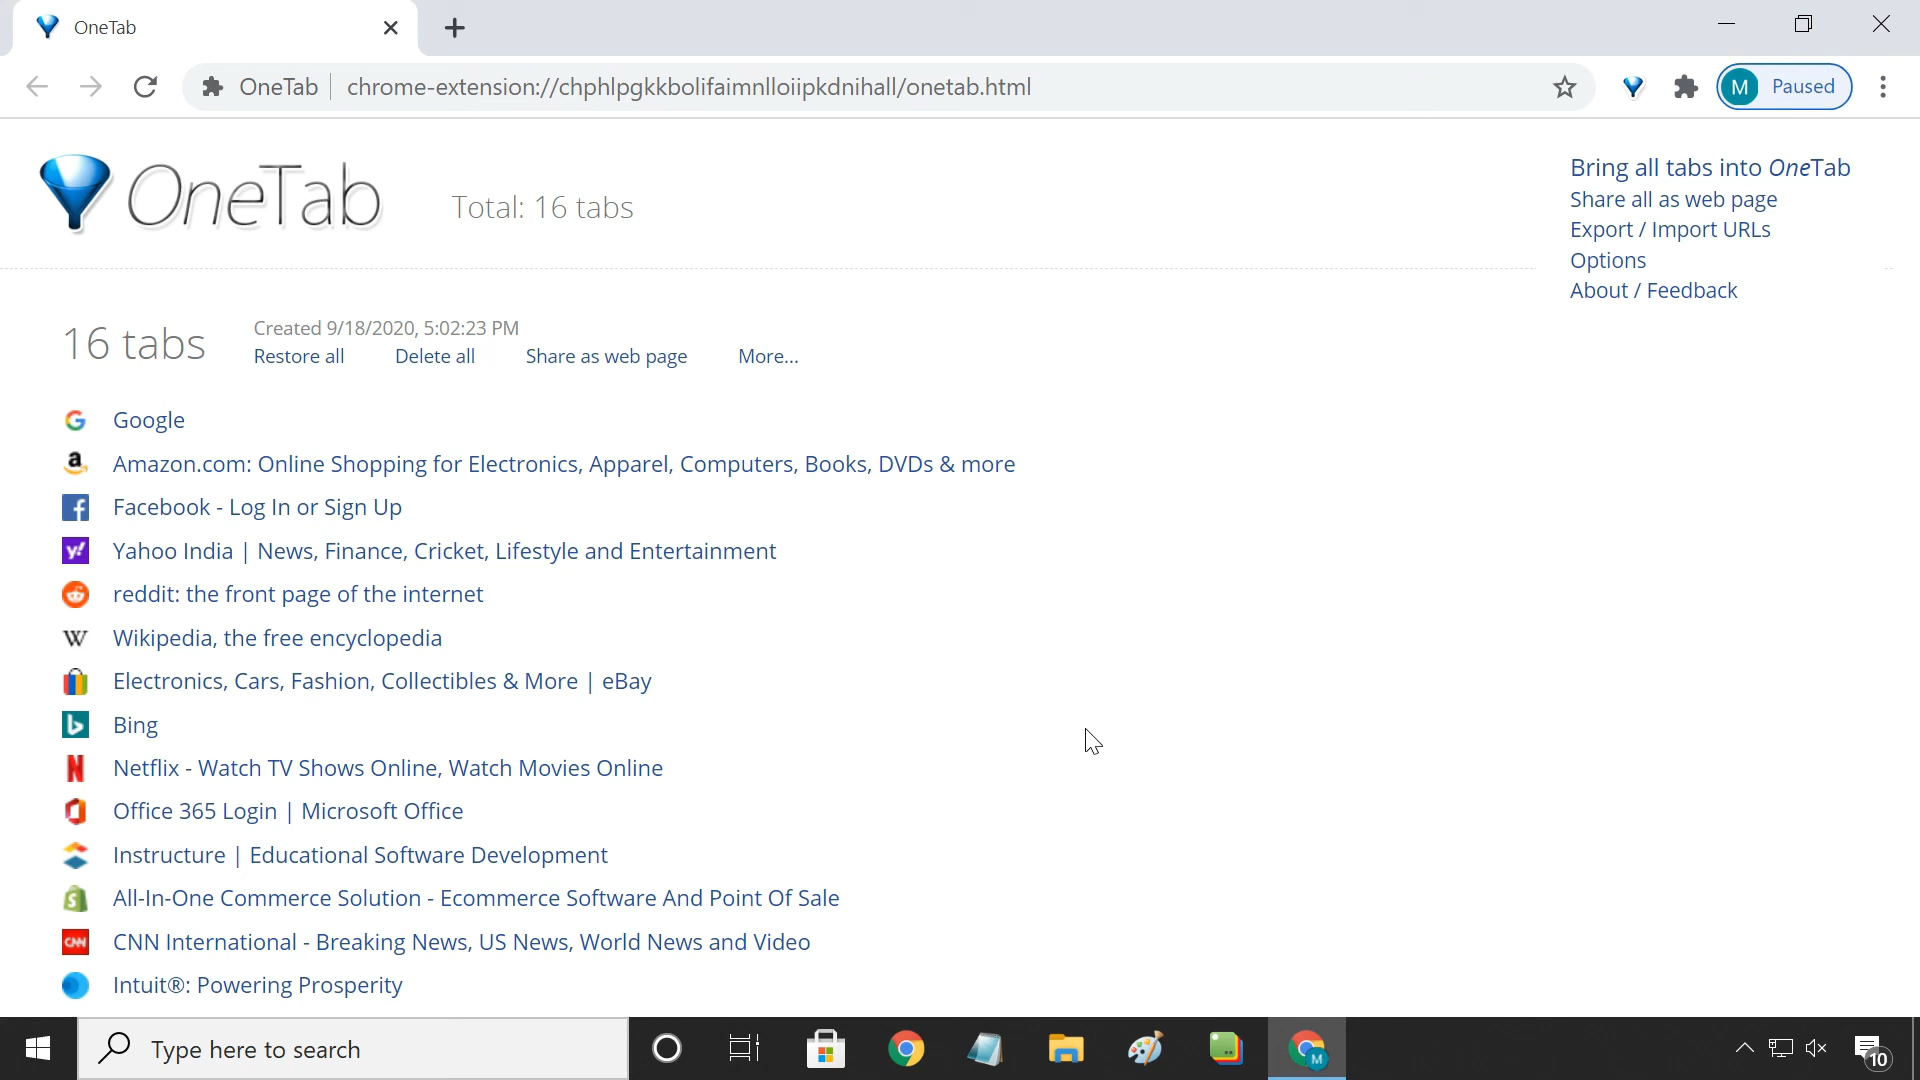 OneTab
OneTab chrome-extension://chphlpgkkbolifaimnlloiipkdnihall/onetab.html
M Paused
OneTab
Total: 16 tabs
Bring all tabs into OneTab
Share all as web page
Export / Import URLs
Options
About / Feedback
16 tabs
Created 9/18/2020, 5:02:23 PM
Restore all Delete all Share as web page More...
Google
Amazon.com: Online Shopping for Electronics, Apparel, Computers, Books, DVDs & more
Facebook - Log In or Sign Up
Yahoo India | News, Finance, Cricket, Lifestyle and Entertainment
reddit: the front page of the internet
Wikipedia, the free encyclopedia
Electronics, Cars, Fashion, Collectibles & More | eBay
Bing
Netflix - Watch TV Shows Online, Watch Movies Online
Office 365 Login | Microsoft Office
Instructure | Educational Software Development
All-In-One Commerce Solution - Ecommerce Software And Point Of Sale
CNN International - Breaking News, US News, World News and Video
Intuit®: Powering Prosperity
Type here to search
M
10